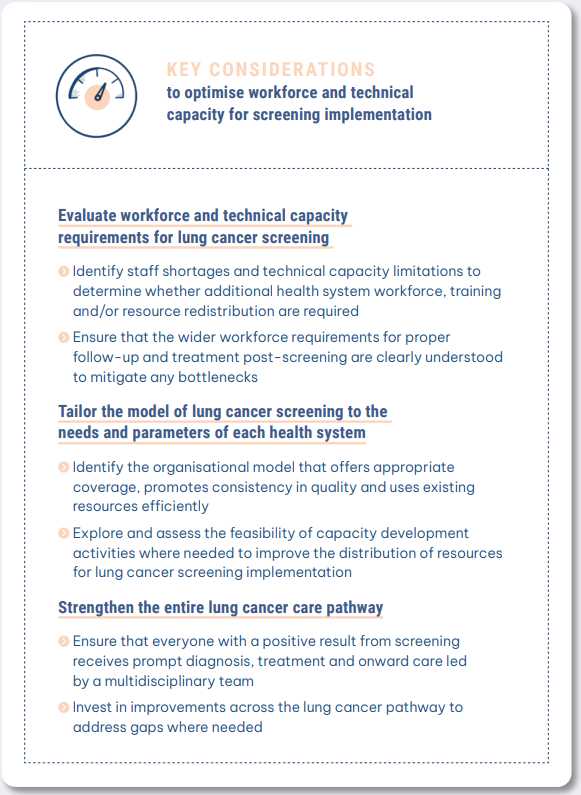 KEY CONSIDERATIONS
to optimise workforce and technical
capacity for screening implementation
Evaluate workforce and technical capacity
requirements for lung cancer screening
Identify staff shortages and technical capacity limitations to
determine whether additional health system workforce, training
and/or resource redistribution are required
Ensure that the wider workforce requirements for proper
follow-up and treatment post-screening are clearly understood
to mitigate any bottlenecks
Tailor the model of lung cancer screening to the
needs and parameters of each health system
Identify the organisational model that offers appropriate
coverage, promotes consistency in quality and uses existing
resources efficiently
Explore and assess the feasibility of capacity development
activities where needed to improve the distribution of resources
for lung cancer screening implementation
Strengthen the entire lung cancer care pathway
Ensure that everyone with a positive result from screening
receives prompt diagnosis, treatment and onward care led
by a multidisciplinary team
Invest in improvements across the lung cancer pathway to
address gaps where needed